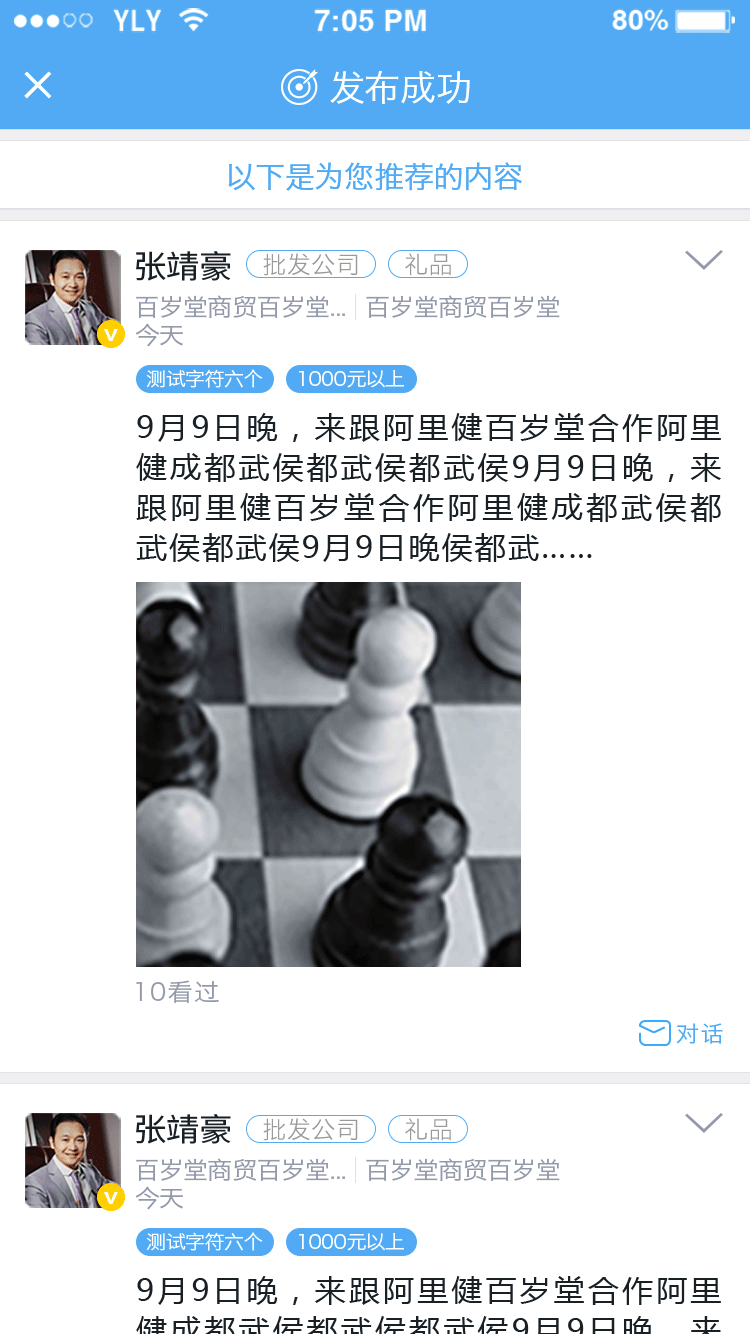 YLY
7:05 PM
80%
发布成功
以下是为您推荐的内容
张靖豪
批发公司
礼品
百岁堂商贸百岁堂...
百岁堂商贸百岁堂
今天
V
测试字符六个
1000元以上
9月9日晚，来跟阿里健百岁堂合作阿里
健成都武侯都武侯都武侯9月9日晚，来
跟阿里健百岁堂合作阿里健成都武侯都
武侯都武侯9月9日晚侯都武......
10看过
对话
张靖豪
批发公司
礼品
百岁堂商贸百岁堂...
百岁堂商贸百岁堂
今天
V
测试字符六个
1000元以上
9月9日晚，来跟阿里健百岁堂合作阿里
健成都武侯都武侯都武侯9月9日晚，来